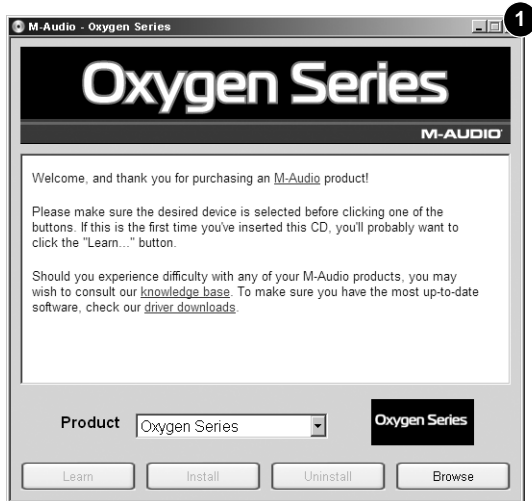 M-Audio - Oxygen Series
1
Oxygen Series
M-AUDIO
Welcome, and thank you for purchasing an M-Audio product!
Please make sure the desired device is selected before clicking one of the
buttons. If this is the first time you've inserted this CD, you'll probably want to
click the "Learn..." button.
Should you experience difficulty with any of your M-Audio products, you may
wish to consult our knowledge base. To make sure you have the most up-to-date
software, check our driver downloads.
Product
Oxygen Series
Oxygen Series
Learn
Install
Uninstall
Browse